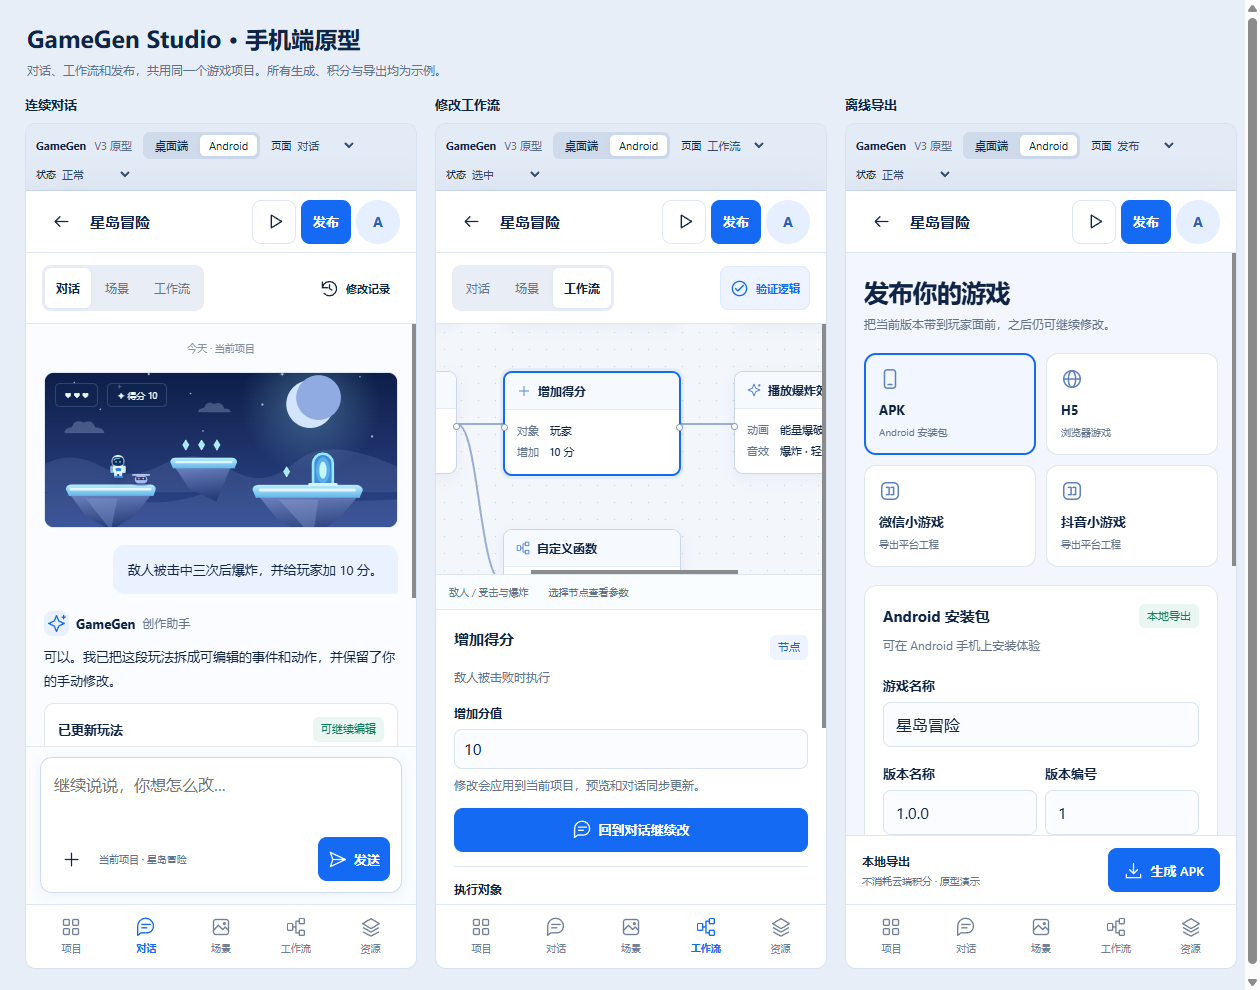 GameGen Studio • 手机端原型
对话、工作流和发布，共用同一个游戏项目。所有生成、积分与导出均为示例。
连续对话
GameGen V3 原型 桌面端 Android 页面 对话
状态 正常
星岛冒险 发布 A
对话 场景 工作流 修改记录
今天 · 当前项目
得分 10
敌人被击中三次后爆炸，并给玩家加 10 分。
GameGen 创作助手
可以。我已把这段玩法拆成可编辑的事件和动作，并保留了你
的手动修改。
已更新玩法 可继续编辑
继续说说，你想怎么改...
当前项目 · 星岛冒险 发送
项目 对话 场景 工作流 资源
修改工作流
GameGen V3 原型 桌面端 Android 页面 工作流
状态 选中
星岛冒险 发布 A
对话 场景 工作流 验证逻辑
增加得分
对象 玩家
增加 10 分
播放爆炸效
动画 能量爆破
音效 爆炸 · 轻
自定义函数
敌人 / 受击与爆炸 选择节点查看参数
增加得分 节点
敌人被击败时执行
增加分值
10
修改会应用到当前项目，预览和对话同步更新。
回到对话继续改
执行对象
项目 对话 场景 工作流 资源
离线导出
GameGen V3 原型 桌面端 Android 页面 发布
状态 正常
星岛冒险 发布 A
发布你的游戏
把当前版本带到玩家面前，之后仍可继续修改。
APK
Android 安装包
H5
浏览器游戏
微信小游戏
导出平台工程
抖音小游戏
导出平台工程
Android 安装包 本地导出
可在 Android 手机上安装体验
游戏名称
星岛冒险
版本名称 版本编号
1.0.0 1
本地导出
不消耗云端积分 · 原型演示
生成 APK
项目 对话 场景 工作流 资源